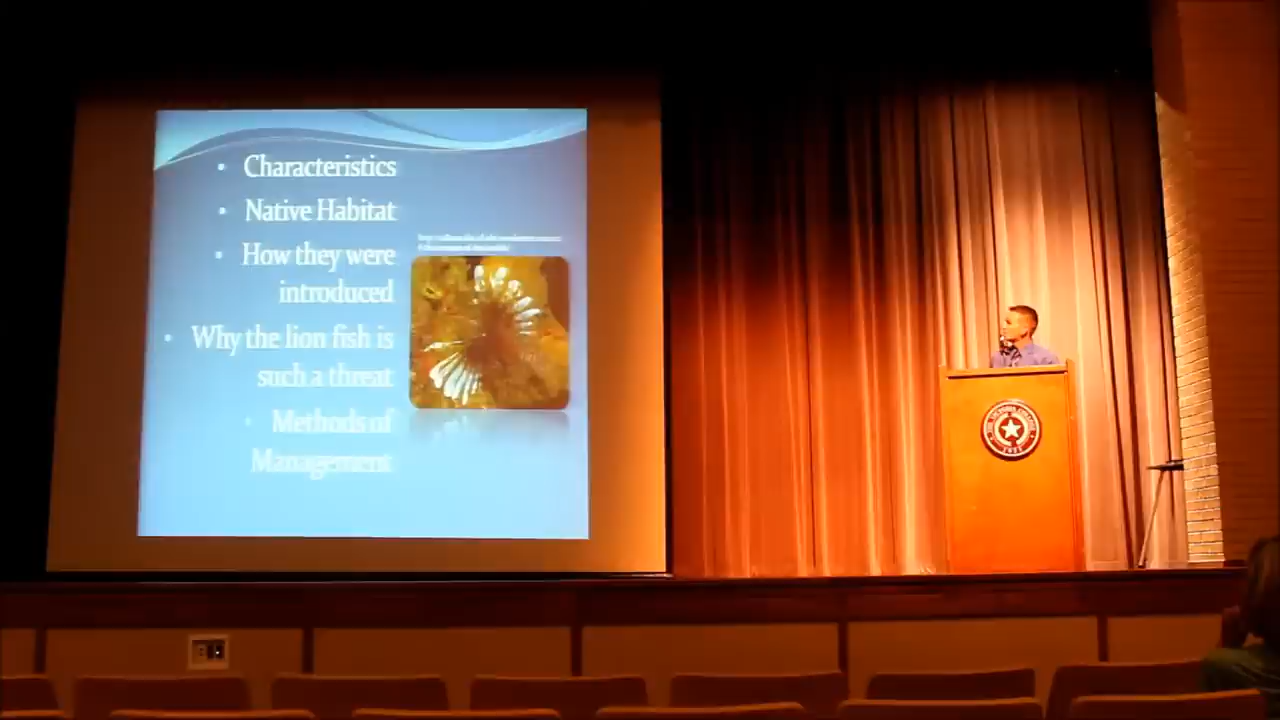 • Characteristics
• Native Habitat
• How they were
introduced
• Why the lion fish is
such a threat
• Methods of
Management